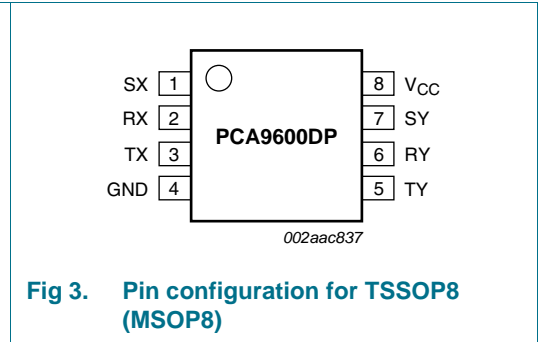 SX 1 8 VCC
RX 2 7 SY
PCA9600DP
TX 3 6 RY
GND 4 5 TY
002aac837
Fig 3. Pin configuration for TSSOP8
(MSOP8)